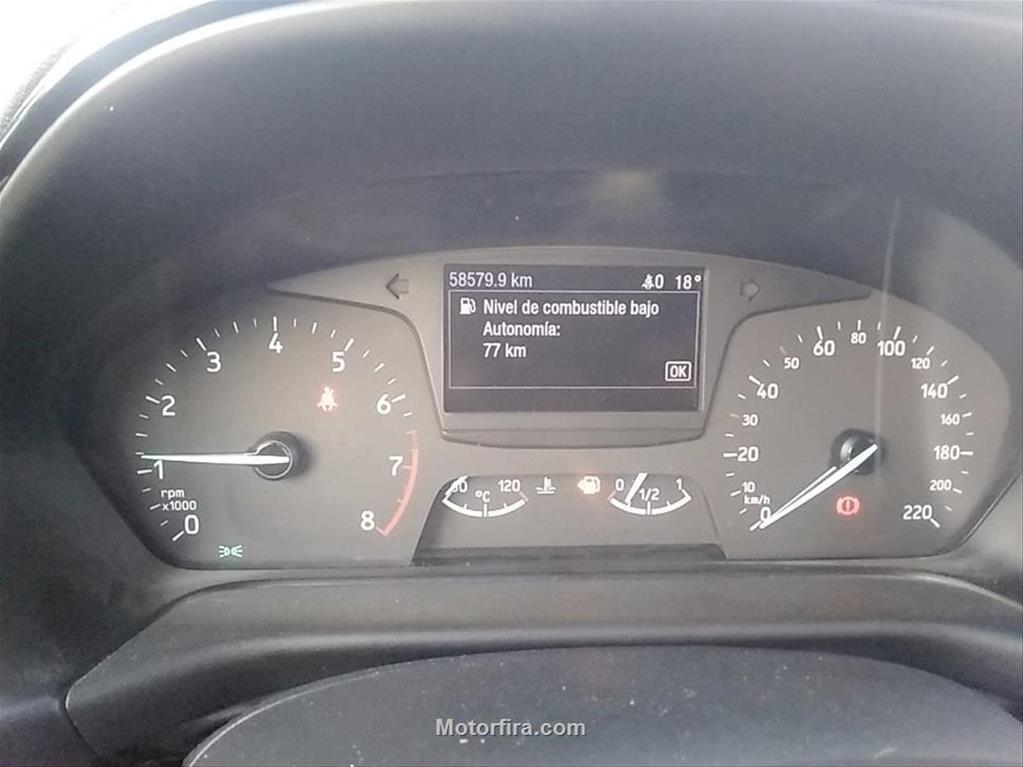 58579.9 km
0 18°
Nivel de combustible bajo
Autonomía:
77 km
OK
0 1 2 3 4 5 6 7 8
rpm
x1000
°C 120
0 1/2 1
0 10 20 30 40 50 60 80 100 120 140 160 180 200 220
km/h
Motorfira.com